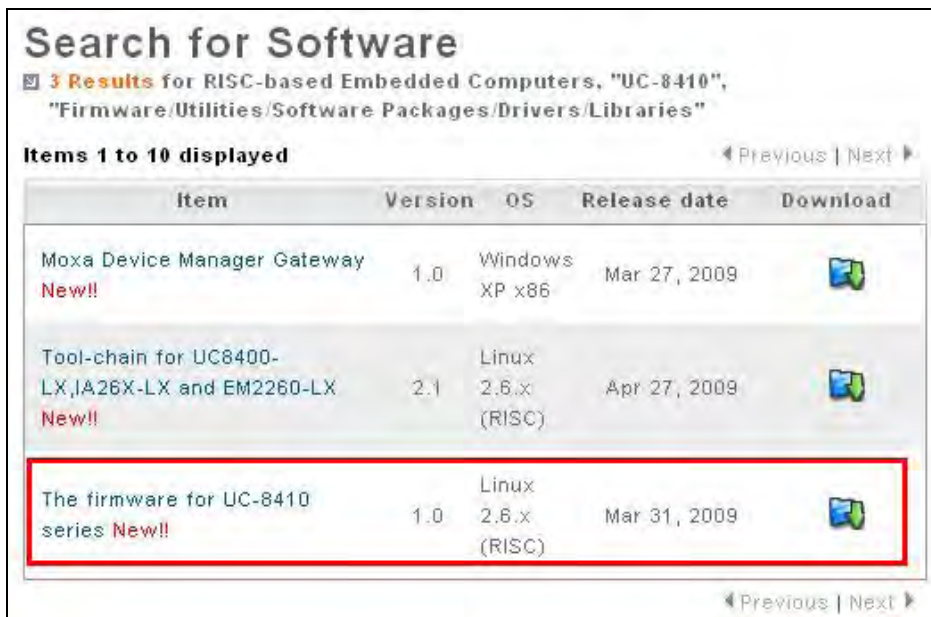 Search for Software
3 Results for RISC-based Embedded Computers, "UC-8410",
"Firmware/Utilities/Software Packages/Drivers/Libraries"
Items 1 to 10 displayed
Previous | Next
Item Version OS Release date Download
Moxa Device Manager Gateway
New!!
1.0
Windows
XP x86
Mar 27, 2009
Tool-chain for UC8400-
LX,IA26X-LX and EM2260-LX
New!!
2.1
Linux
2.6.x
(RISC)
Apr 27, 2009
The firmware for UC-8410
series New!!
1.0
Linux
2.6.x
(RISC)
Mar 31, 2009
Previous | Next